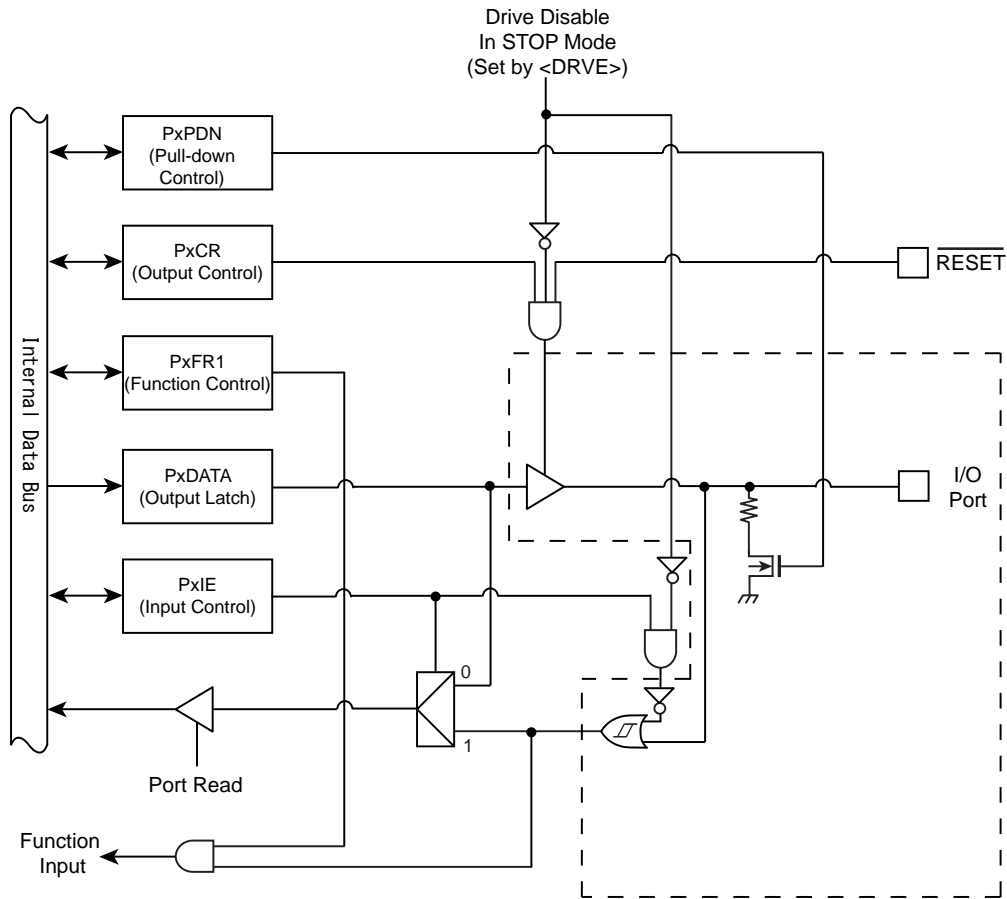 Drive Disable
In STOP Mode
(Set by <DRVE>)
PxPDN
(Pull-down
Control)
PxCR
(Output Control)
RESET
PxFR1
(Function Control)
Internal Data Bus
PxDATA
(Output Latch)
I/O
Port
PxIE
(Input Control)
0
1
Port Read
Function
Input